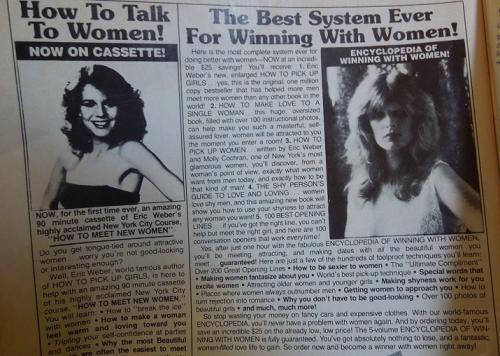 How To Talk
To Women!
NOW ON CASSETTE!
NOW, for the first time ever, an amazing
90 minute cassette of Eric Weber's
highly acclaimed New York City Course,
"HOW TO MEET NEW WOMEN"
Do you get tongue-tied around attractive
women ... worry you're not good-looking
or interesting enough?
Well, Eric Weber, world famous author
of HOW TO PICK UP GIRLS, is here to
help with an amazing 90 minute cassette
of his highly acclaimed New York City
course, "HOW TO MEET NEW WOMEN."
You will learn: • How to "break the ice"
with women • How to make a woman
feel warm and loving toward you
• Tripling your self-confidence at parties
and dances • Why the most Beautiful
are often the easiest to meet
The Best System Ever
For Winning With Women!
Here is the most complete system ever for
doing better with women—NOW at an incredi-
ble $25 savings! You'll receive: 1. Eric
Weber's new, enlarged HOW TO PICK UP
GIRLS ... yes, this is the original, one million
copy bestseller that has helped more men
meet more women than any other book in the
world! 2. HOW TO MAKE LOVE TO A
SINGLE WOMAN ... this huge, oversized
book, filled with over 100 instructional photos,
can help make you such a masterful, self-
assured lover, women will be attracted to you
the moment you enter a room! 3. HOW TO
PICK UP WOMEN ... written by Eric Weber
and Molly Cochran, one of New York's most
glamorous women, you'll discover, from a
woman's point of view, exactly what women
want from men today, and exactly how to be
that kind of man! 4. THE SHY PERSON'S
GUIDE TO LOVE AND LOVING ... women
love shy men, and this amazing new book will
show you how to use your shyness to attract
any women you want! 5. 100 BEST OPENING
LINES ... if you've got the right line, you can't
help but meet the right girl, and here are 100
conversation openers that work everytime!
ENCYCLOPEDIA OF
WINNING WITH WOMEN!
Yes, after just one hour with the fabulous ENCYCLOPEDIA OF WINNING WITH WOMEN,
you'll be meeting, attracting, and making dates with all the beautiful women you
meet ... guaranteed! Here are just a few of the hundreds of foolproof techniques you'll learn:
Over 200 Great Opening Lines • How to be sexier to women • The "Ultimate Compliment"
• Making women fantasize about you • World's best pick-up technique • Special words that
excite women • Attracting older women and younger girls • Making shyness work for you
• Places where women always outnumber men • Getting women to approach you • How to
turn rejection into romance • Why you don't have to be good-looking • Over 100 photos of
beautiful girls • and much, much more!
So stop wasting your money on fancy cars and expensive clothes. With our world-famous
ENCYCLOPEDIA, you'll never have a problem with women again. And by ordering today, you'll
save an incredible $25 on the already low, low price! The 5-volume ENCYCLOPEDIA OF WIN-
NING WITH WOMEN is fully guaranteed. You've got absolutely nothing to lose, and a fantastic,
women-filled love life to gain. So order now and become a winner with women right away!